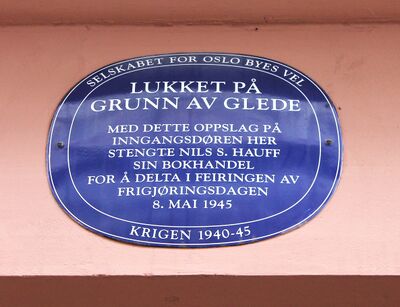 SELSKABET FOR OSLO BYES VEL
LUKKET PÅ
GRUNN AV GLEDE
MED DETTE OPPSLAG PÅ
INNGANGSDØREN HER
STENGTE NILS S. HAUFF
SIN BOKHANDEL
FOR Å DELTA I FEIRINGEN AV
FRIGJØRINGSDAGEN
8. MAI 1945
KRIGEN 1940-45